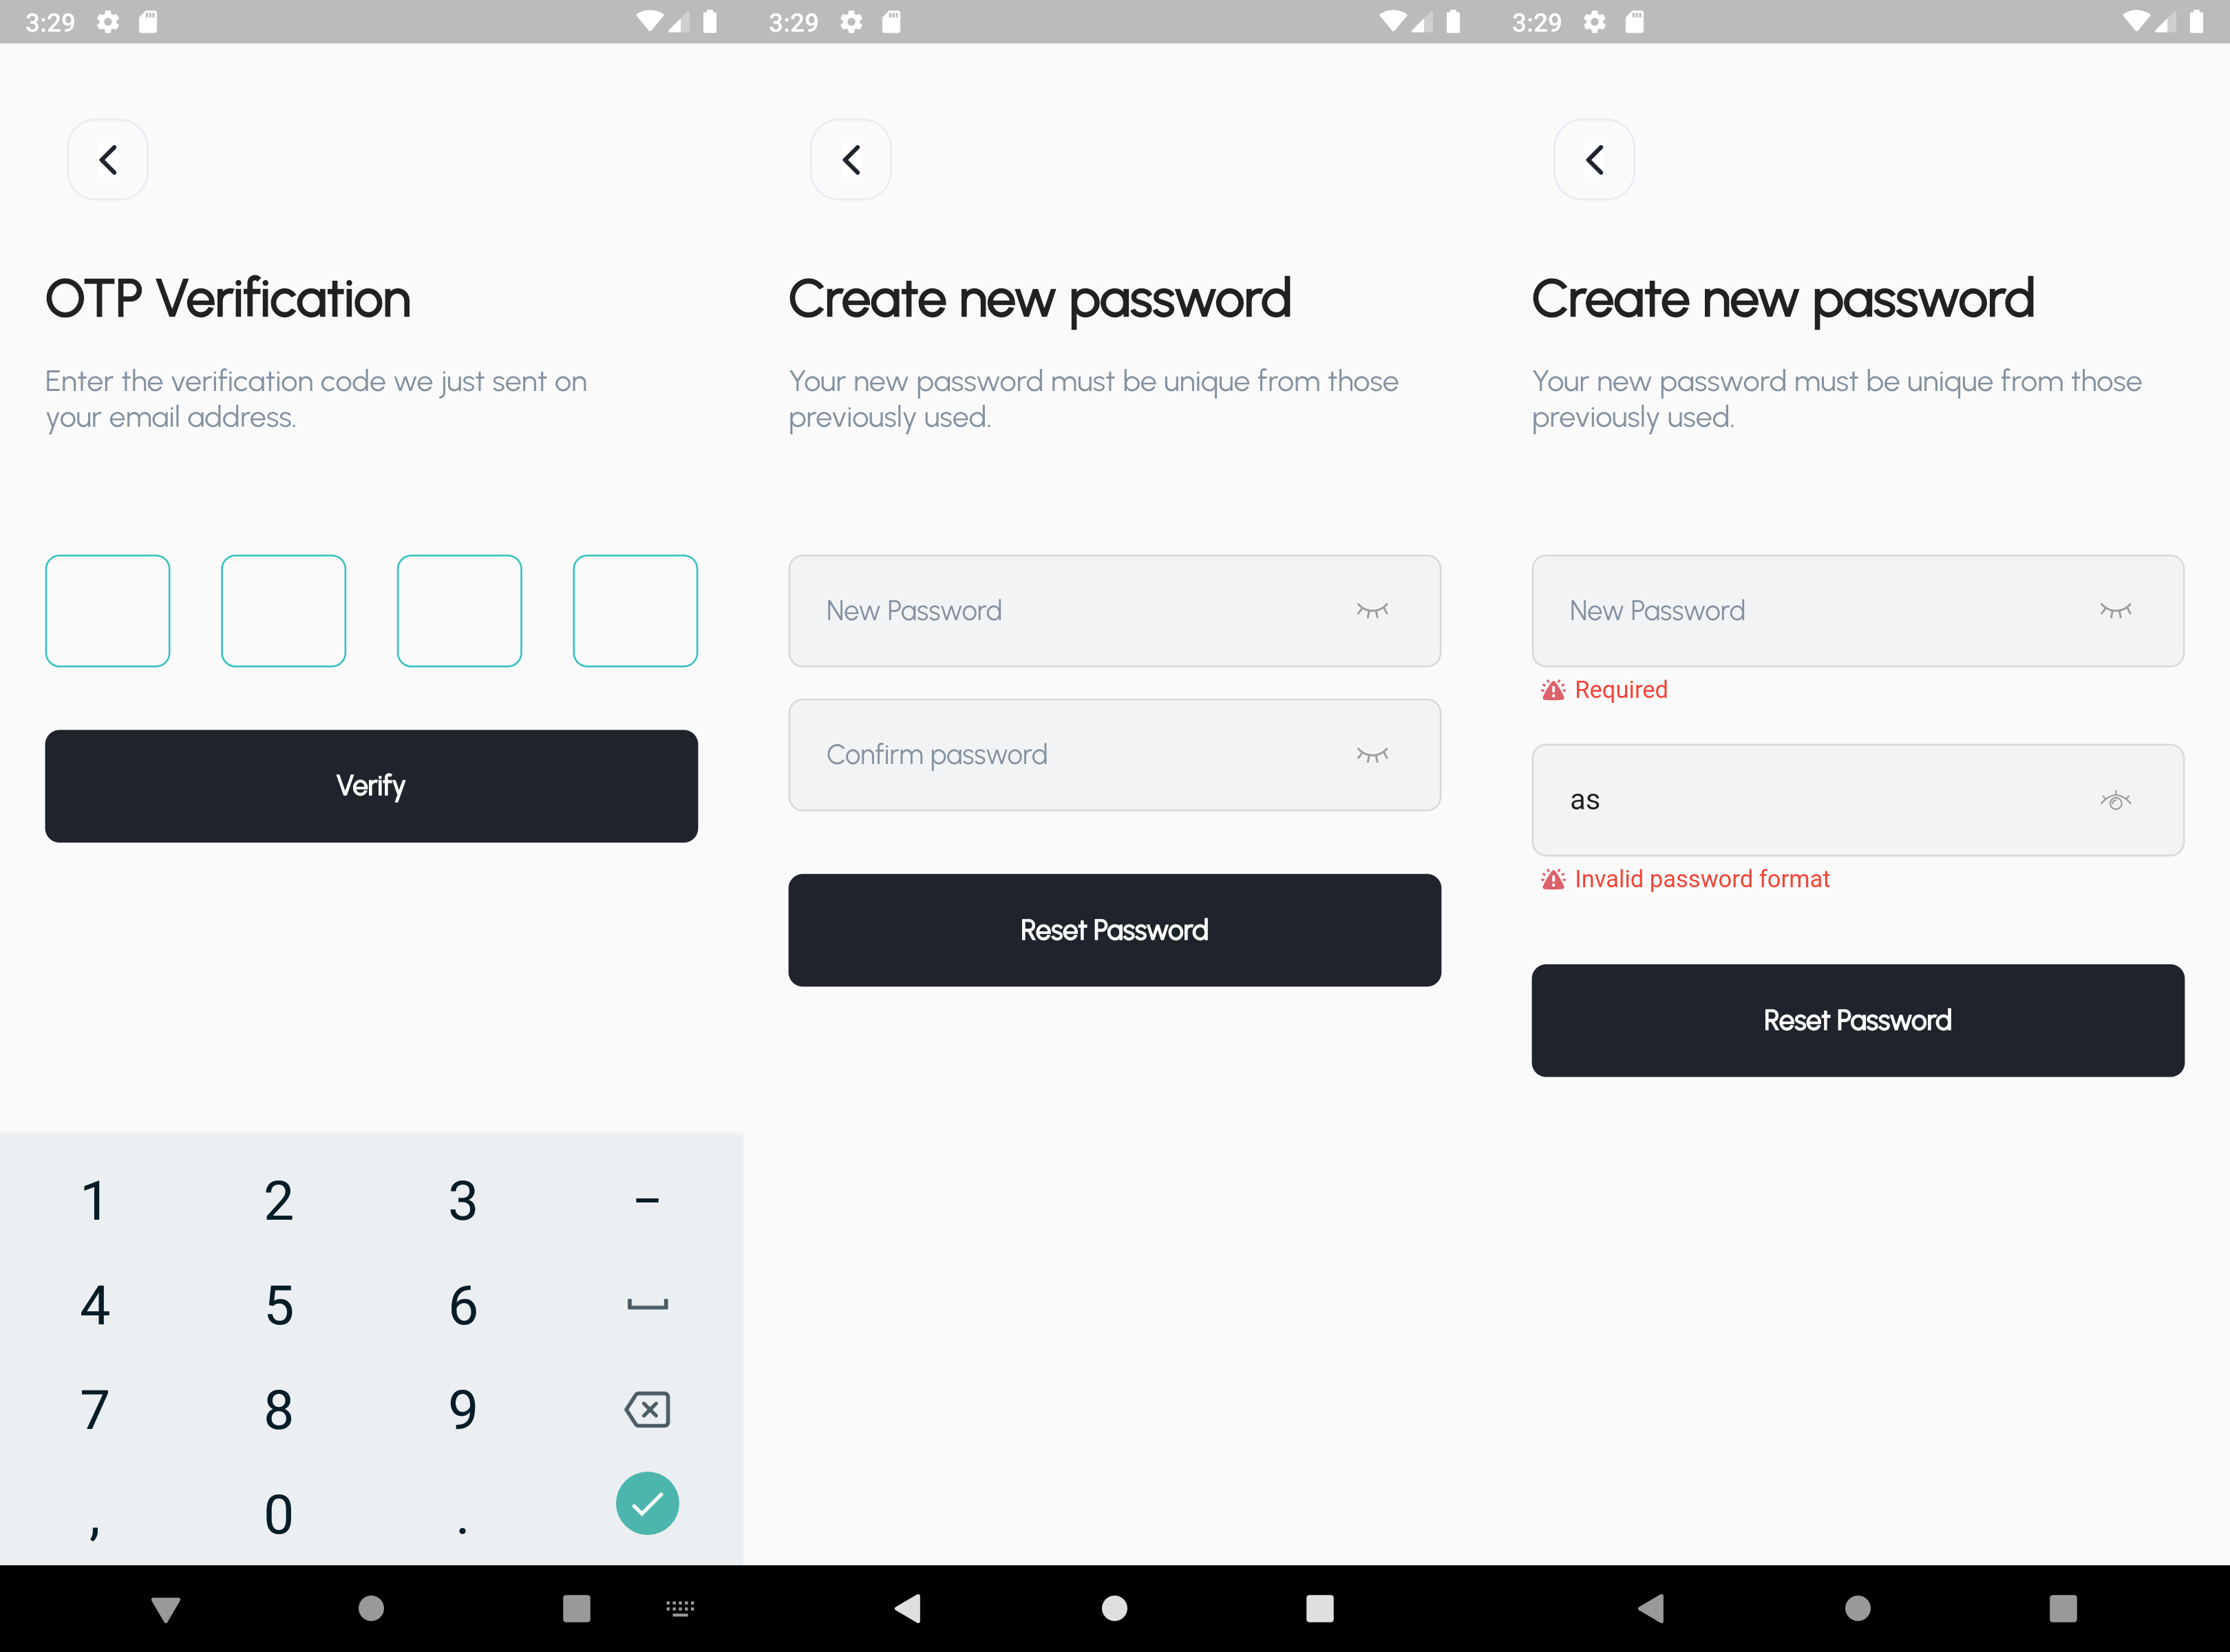 3:29
OTP Verification
Enter the verification code we just sent on
your email address.
Verify
1 2 3 –
4 5 6
7 8 9
, 0 .
3:29
Create new password
Your new password must be unique from those
previously used.
New Password
Confirm password
Reset Password
3:29
Create new password
Your new password must be unique from those
previously used.
New Password
Required
as
Invalid password format
Reset Password